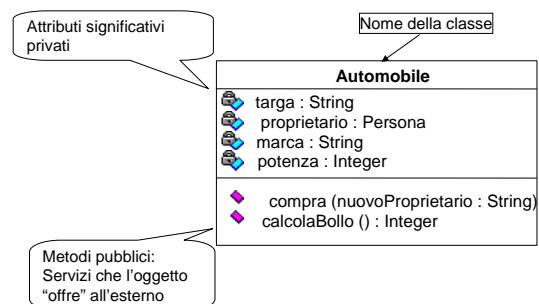 Attributi significativi
privati
Nome della classe
Automobile
targa : String
proprietario : Persona
marca : String
potenza : Integer
compra (nuovoProprietario : String)
calcolaBollo () : Integer
Metodi pubblici:
Servizi che l'oggetto
“offre” all'esterno